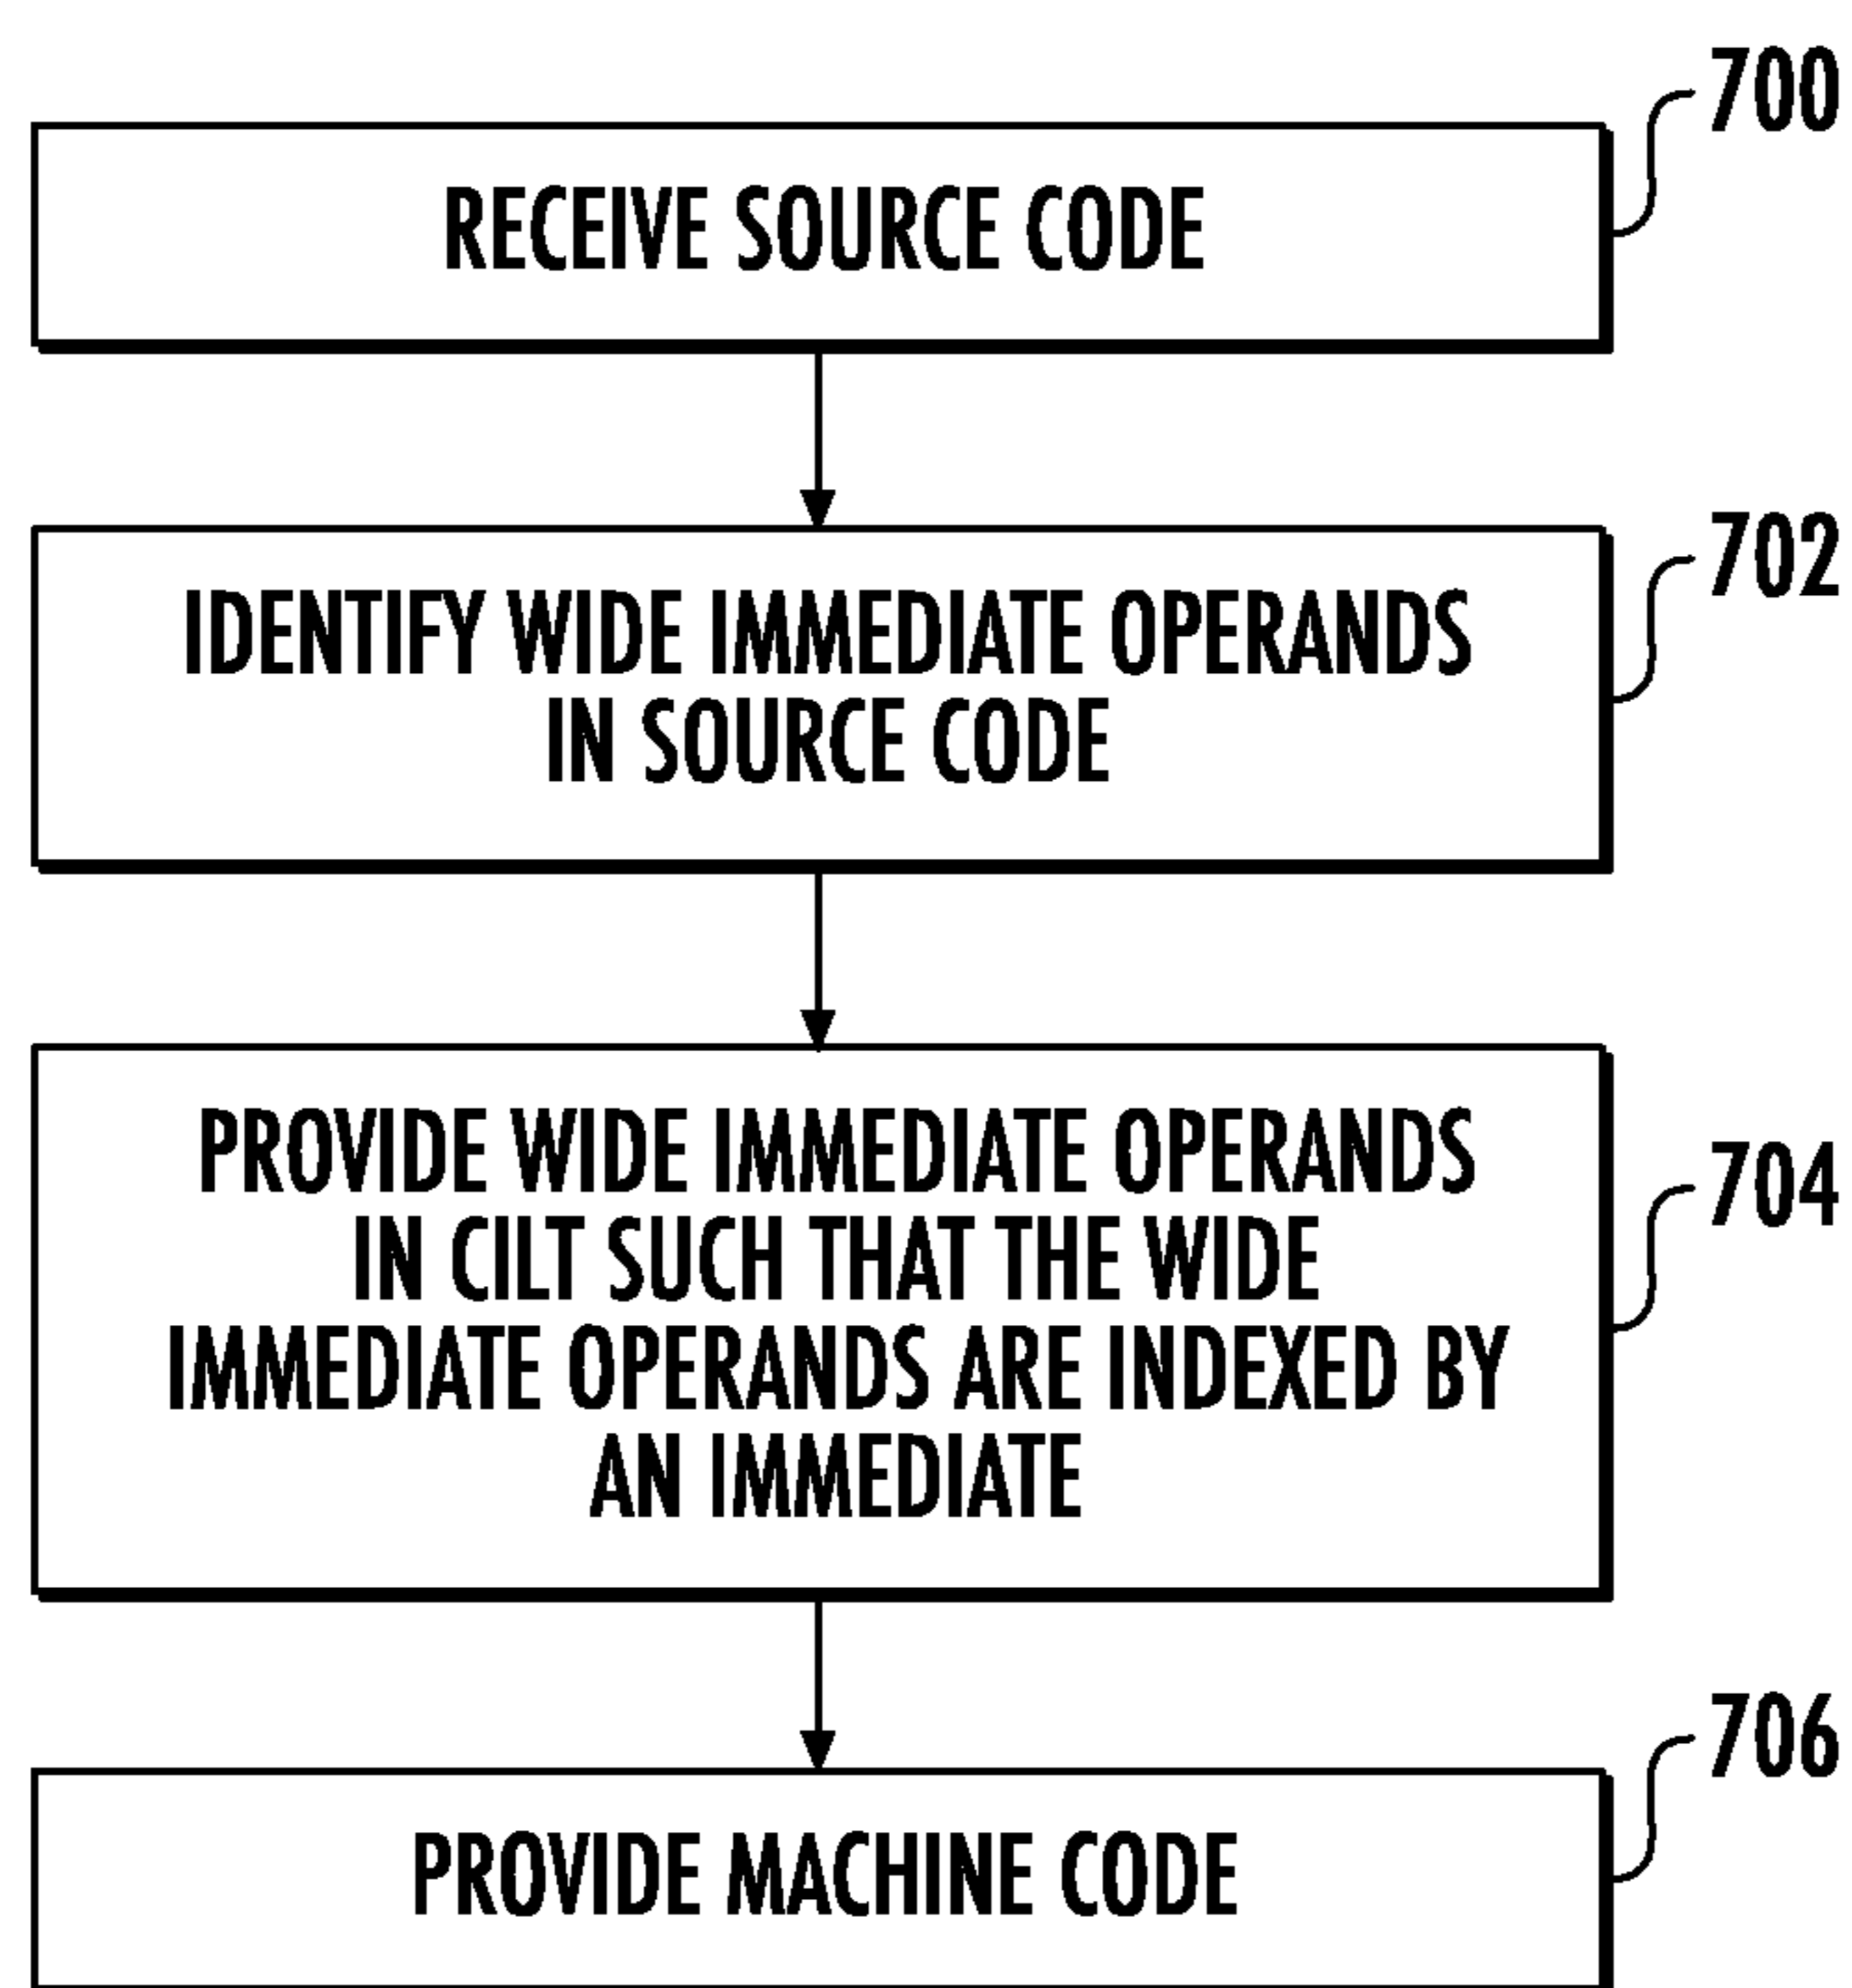 700
RECEIVE SOURCE CODE
702
IDENTIFY WIDE IMMEDIATE OPERANDS
IN SOURCE CODE
704
PROVIDE WIDE IMMEDIATE OPERANDS
IN CILT SUCH THAT THE WIDE
IMMEDIATE OPERANDS ARE INDEXED BY
AN IMMEDIATE
706
PROVIDE MACHINE CODE